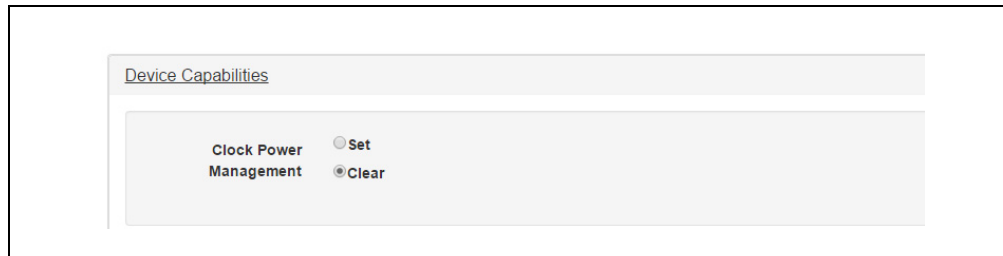 Device Capabilities
Clock Power
Management
Set
Clear